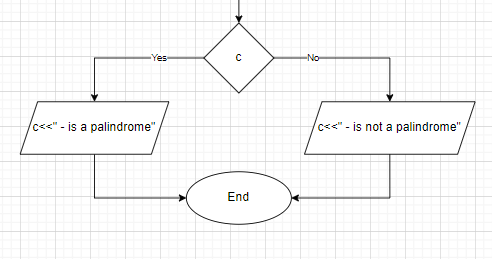 c
Yes
No
c<<" - is a palindrome"
c<<" - is not a palindrome"
End